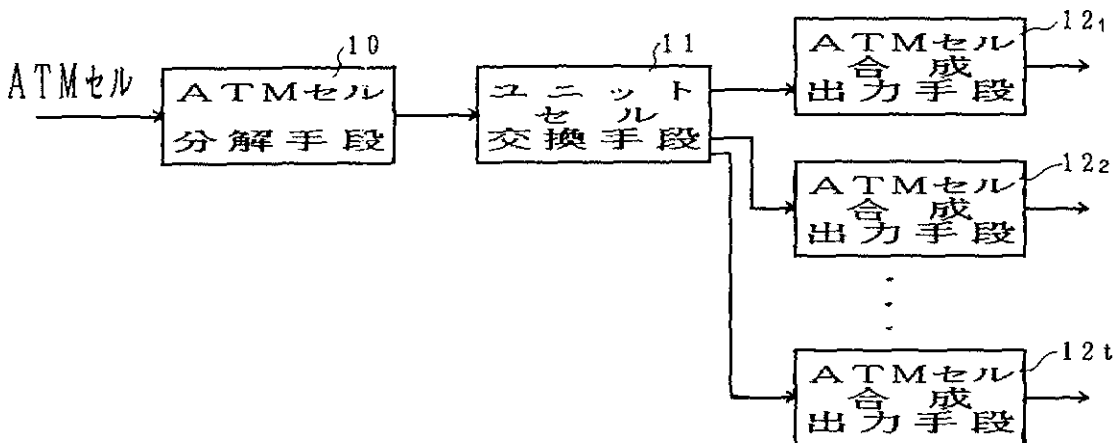 ATMセル
10
ATMセル
分解手段
11
ユニット
セル
交換手段
12₁
ATMセル
合成
出力手段
12₂
ATMセル
合成
出力手段
12t
ATMセル
合成
出力手段